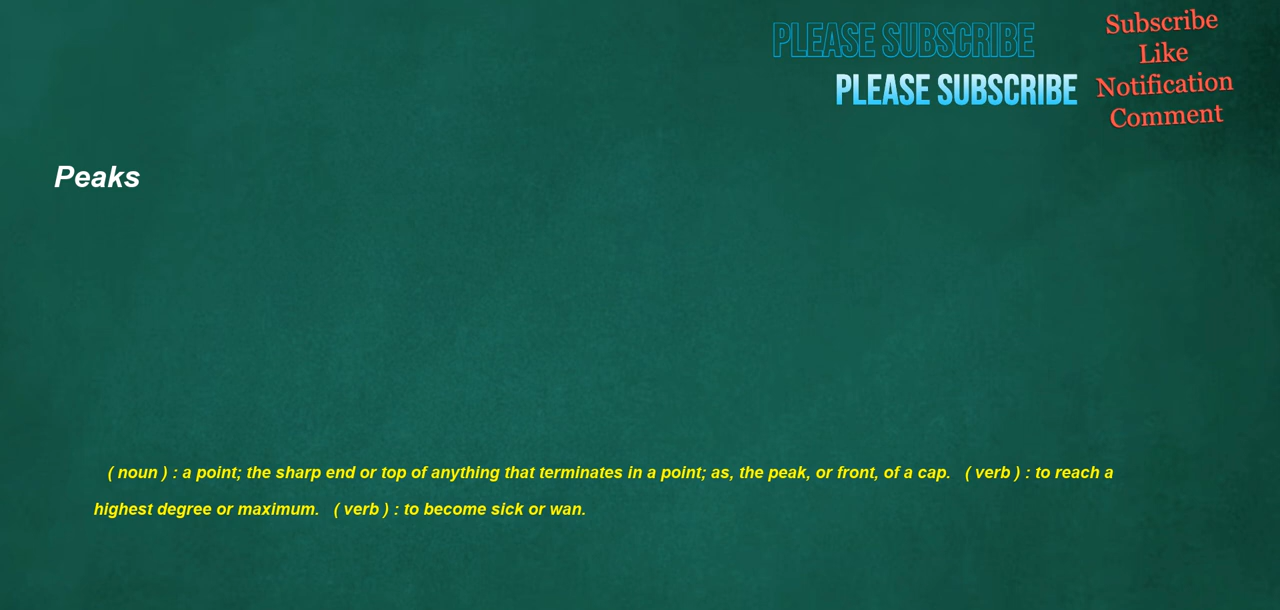 PLEASE SUBSCRIBE
PLEASE SUBSCRIBE
Subscribe
Like
Notification
Comment
Peaks
( noun ) : a point; the sharp end or top of anything that terminates in a point; as, the peak, or front, of a cap.   ( verb ) : to reach a
highest degree or maximum.   ( verb ) : to become sick or wan.